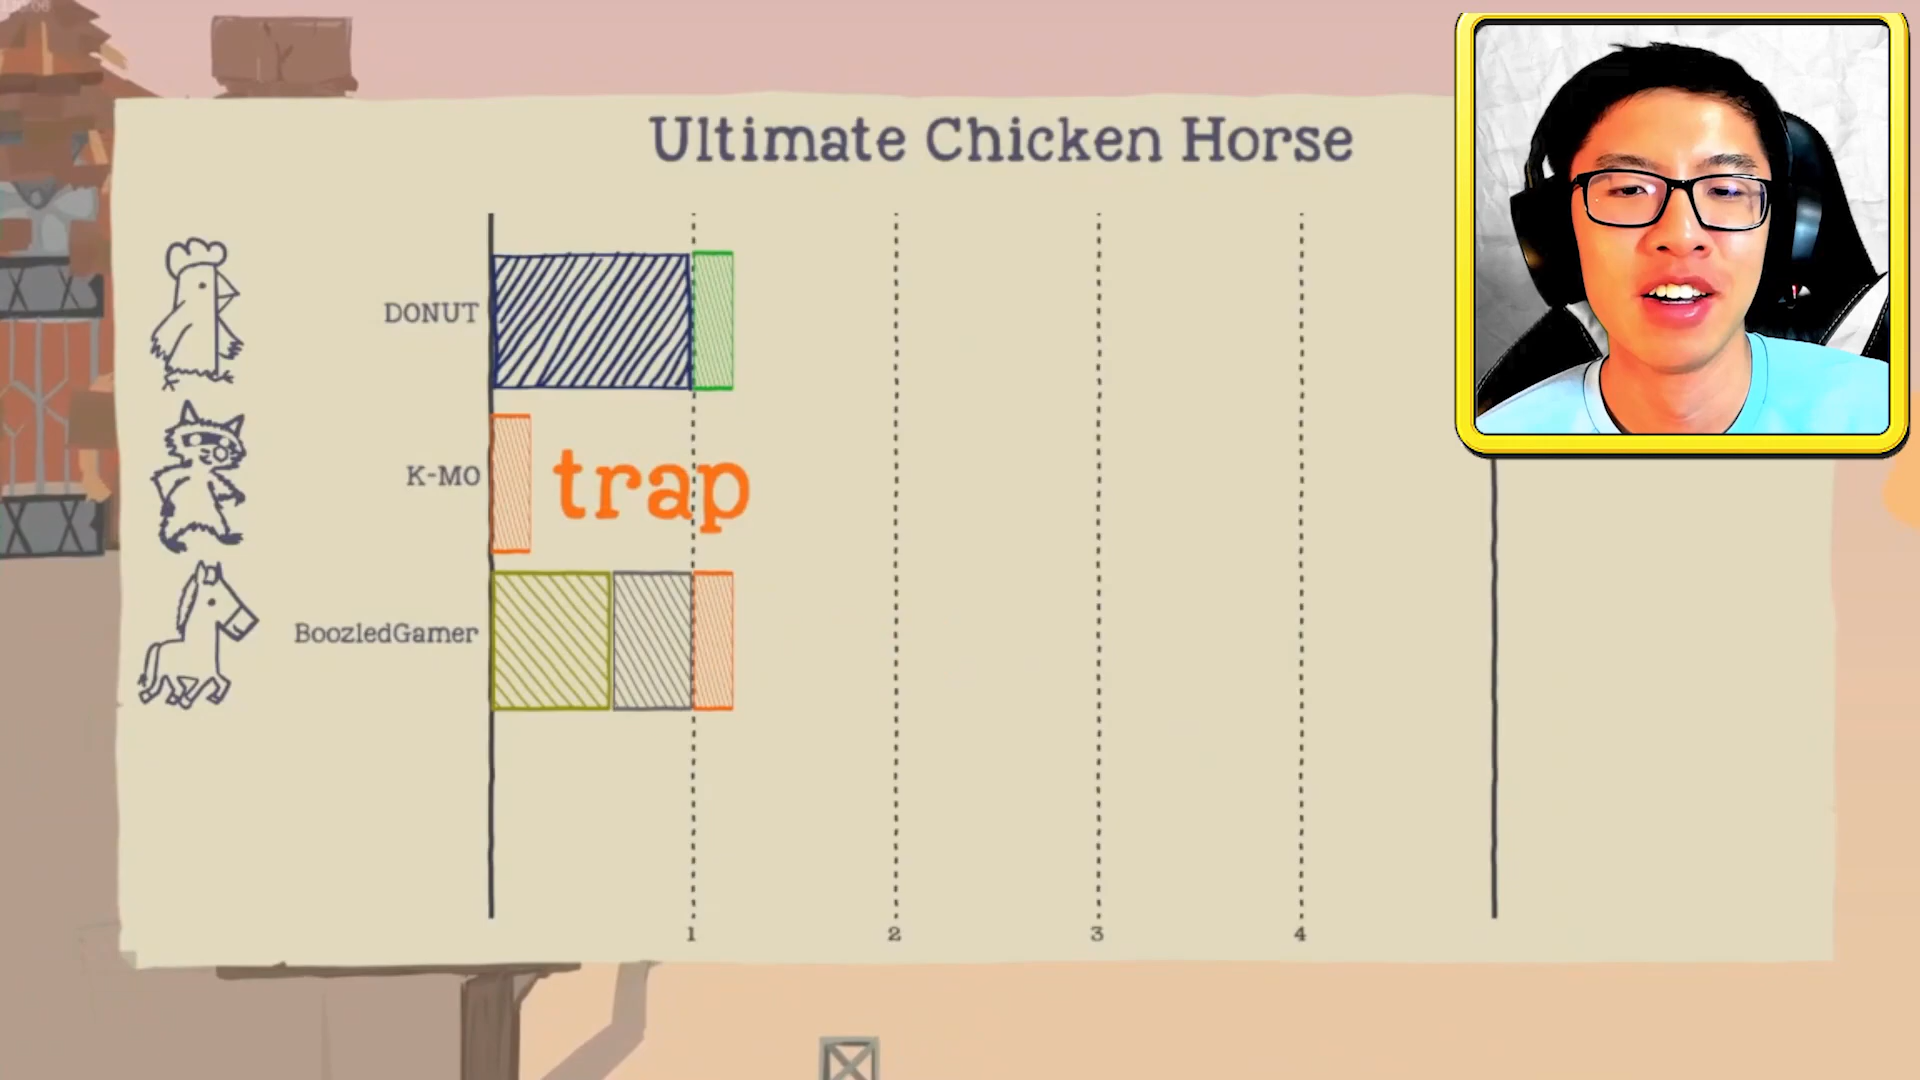 Ultimate Chicken Horse
DONUT
K-MO
trap
BoozledGamer
1
2
3
4